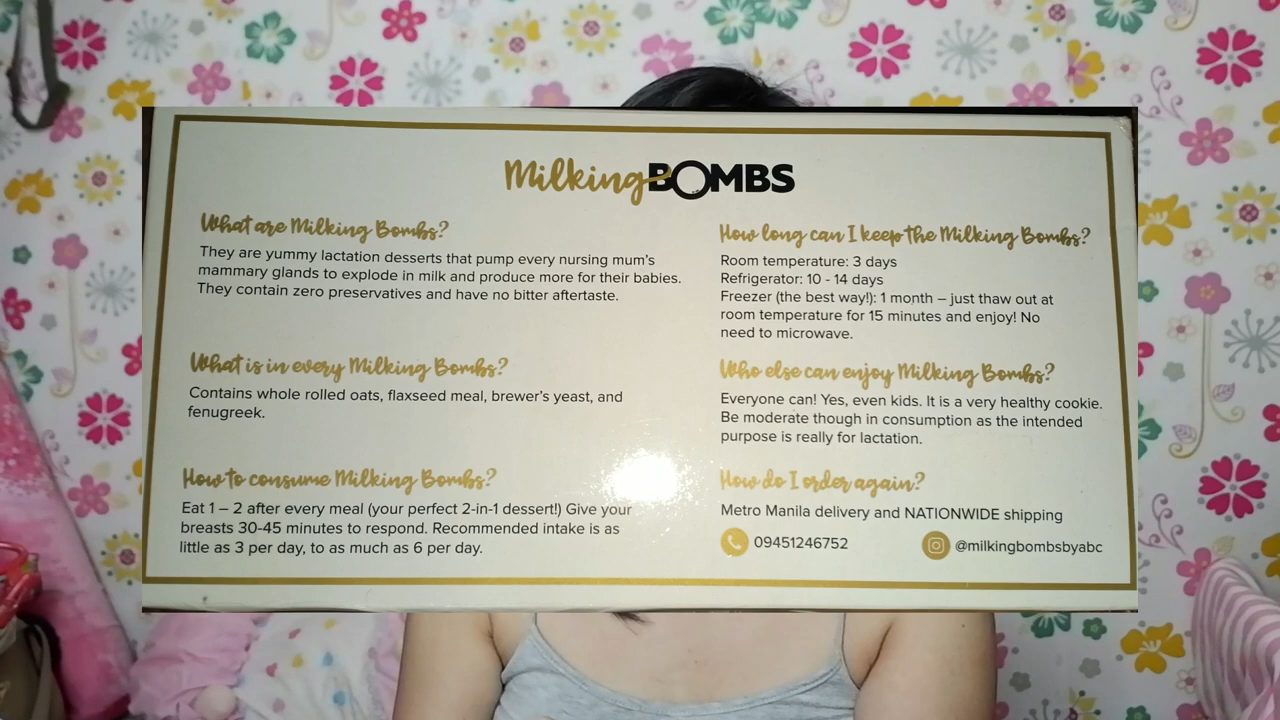 Milking BOMBS
What are Milking Bombs?
They are yummy lactation desserts that pump every nursing mum's
mammary glands to explode in milk and produce more for their babies.
They contain zero preservatives and have no bitter aftertaste.
What is in every Milking Bombs?
Contains whole rolled oats, flaxseed meal, brewer's yeast, and
fenugreek.
How to consume Milking Bombs?
Eat 1 – 2 after every meal (your perfect 2-in-1 dessert!) Give your
breasts 30-45 minutes to respond. Recommended intake is as
little as 3 per day, to as much as 6 per day.
How long can I keep the Milking Bombs?
Room temperature: 3 days
Refrigerator: 10 - 14 days
Freezer (the best way!): 1 month – just thaw out at
room temperature for 15 minutes and enjoy! No
need to microwave.
Who else can enjoy Milking Bombs?
Everyone can! Yes, even kids. It is a very healthy cookie.
Be moderate though in consumption as the intended
purpose is really for lactation.
How do I order again?
Metro Manila delivery and NATIONWIDE shipping
09451246752
@milkingbombsbyabc